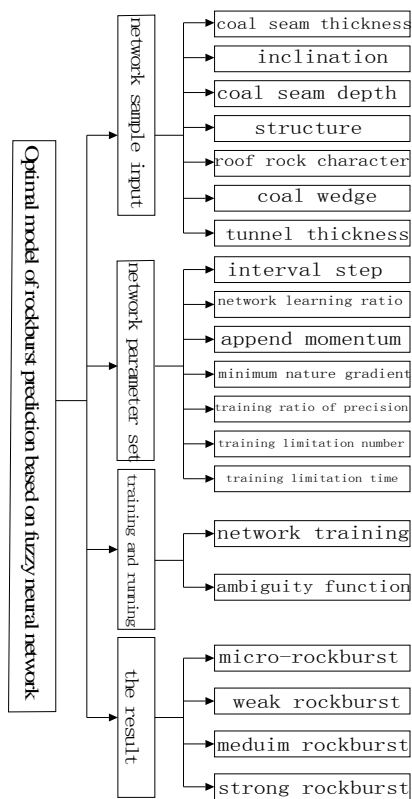 Optimal model of rockburst prediction based on fuzzy neural network
network sample input
coal seam thickness
inclination
coal seam depth
structure
roof rock character
coal wedge
tunnel thickness
network parameter set
interval step
network learning ratio
append momentum
minimum nature gradient
training ratio of precision
training limitation number
training limitation time
training and running
network training
ambiguity function
the result
micro-rockburst
weak rockburst
meduim rockburst
strong rockburst